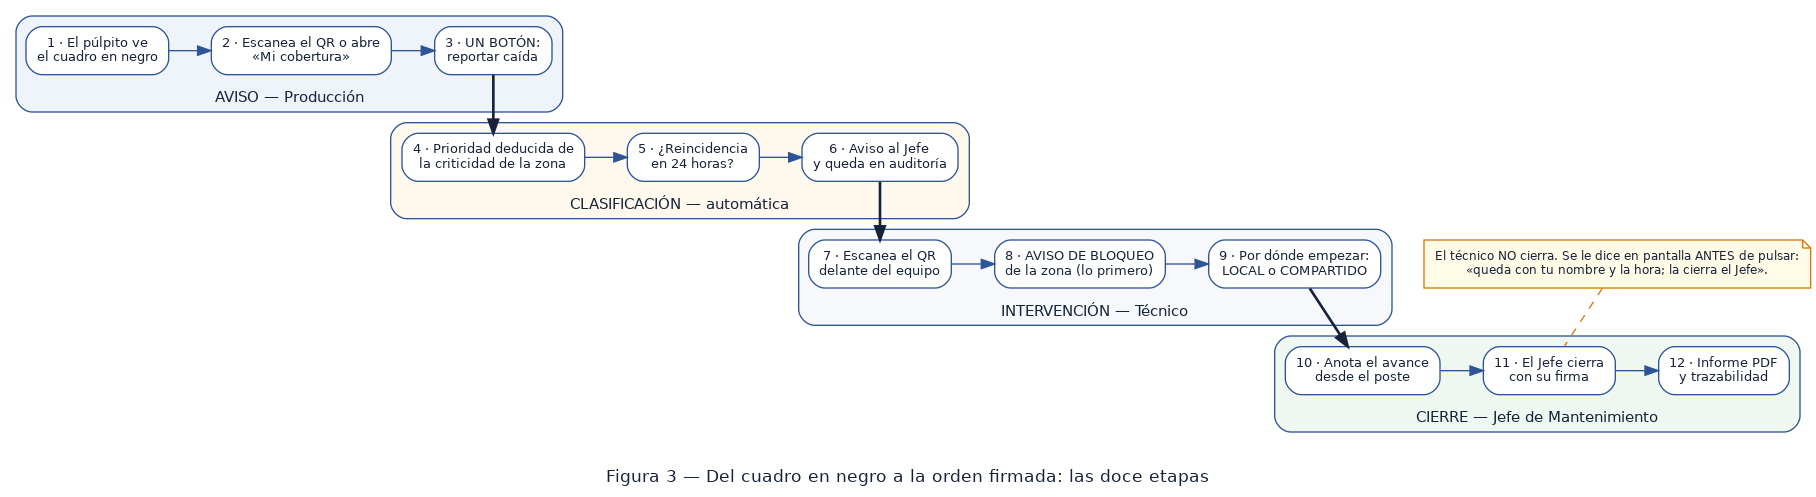 1 · El púlpito ve
el cuadro en negro
2 · Escanea el QR o abre
«Mi cobertura»
3 · UN BOTÓN:
reportar caída
AVISO — Producción
4 · Prioridad deducida de
la criticidad de la zona
5 · ¿Reincidencia
en 24 horas?
6 · Aviso al Jefe
y queda en auditoría
CLASIFICACIÓN — automática
7 · Escanea el QR
delante del equipo
8 · AVISO DE BLOQUEO
de la zona (lo primero)
9 · Por dónde empezar:
LOCAL o COMPARTIDO
INTERVENCIÓN — Técnico
El técnico NO cierra. Se le dice en pantalla ANTES de pulsar:
«queda con tu nombre y la hora; la cierra el Jefe».
10 · Anota el avance
desde el poste
11 · El Jefe cierra
con su firma
12 · Informe PDF
y trazabilidad
CIERRE — Jefe de Mantenimiento
Figura 3 — Del cuadro en negro a la orden firmada: las doce etapas